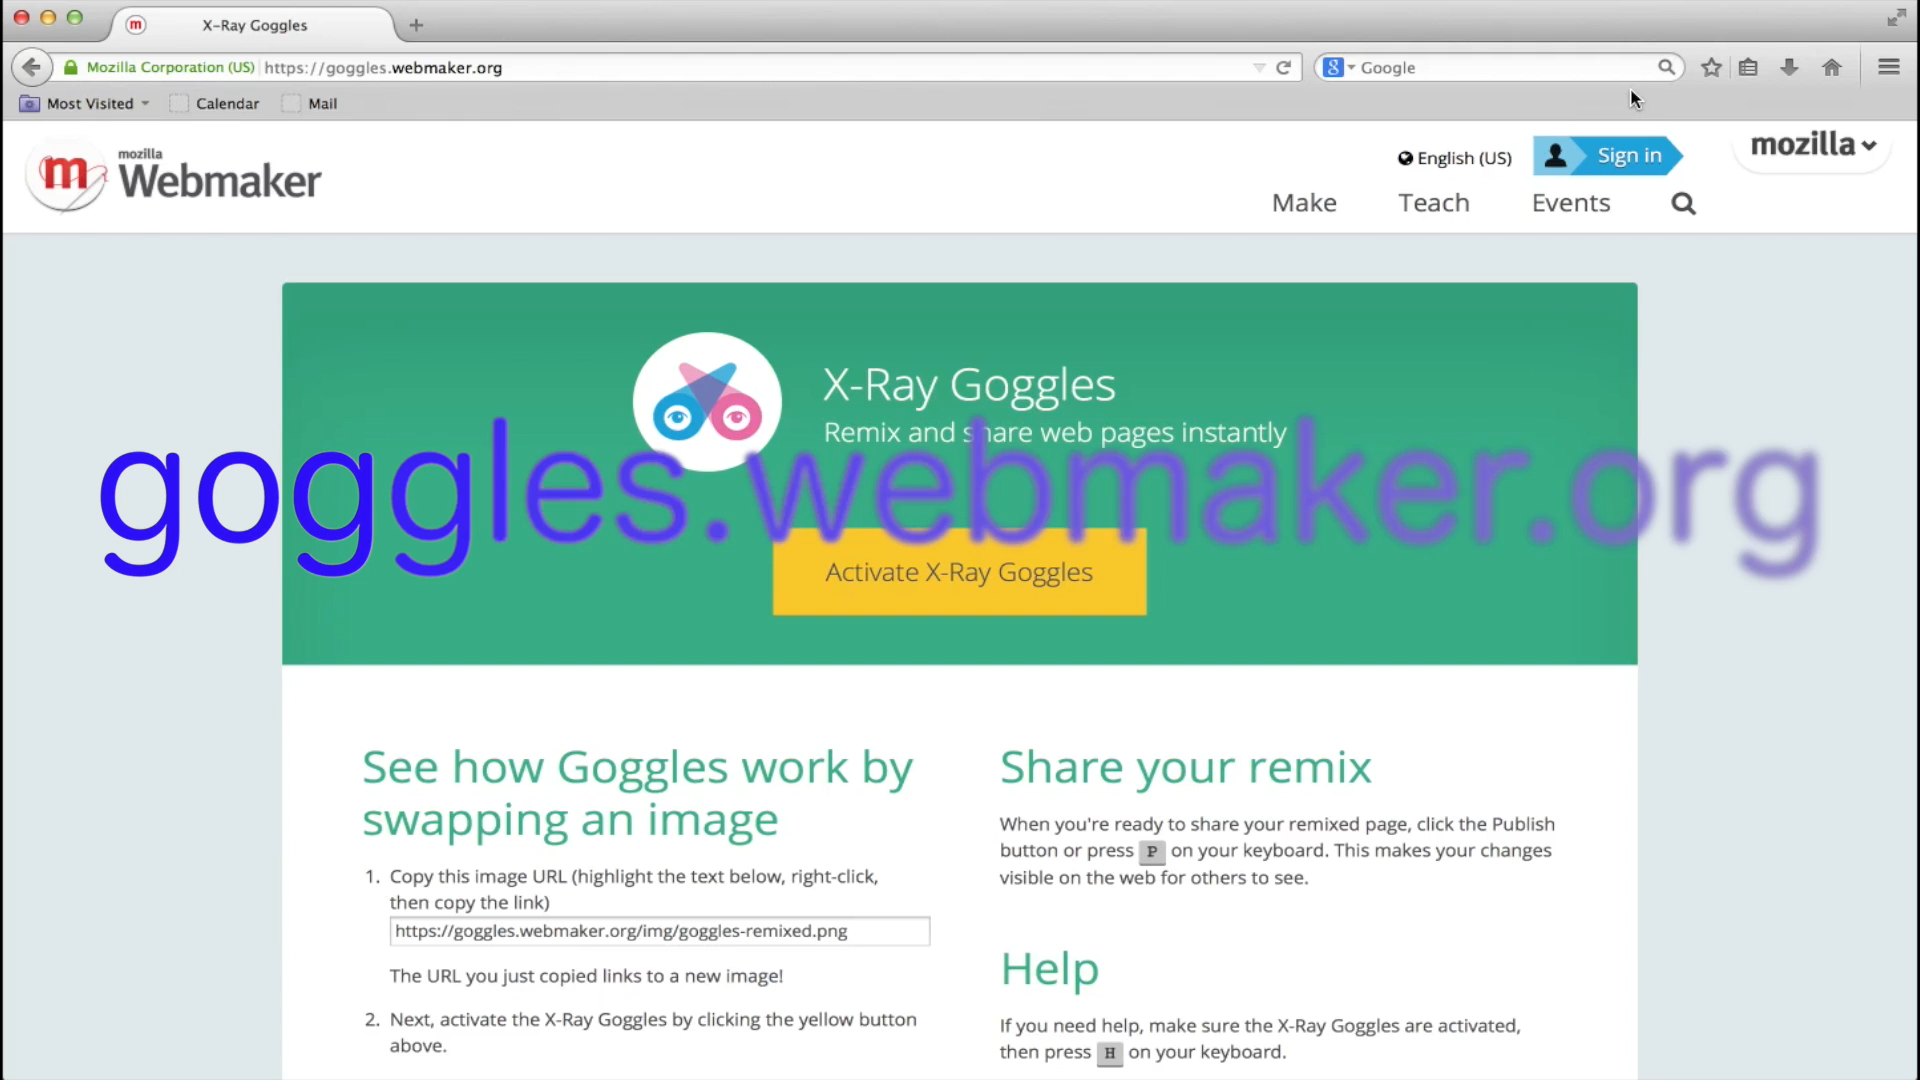 X-Ray Goggles
Mozilla Corporation (US) https://goggles.webmaker.org
Google
Most Visited Calendar Mail
mozilla
Webmaker
English (US)
Sign in
mozilla
Make Teach Events
X-Ray Goggles
Remix and share web pages instantly
goggles.webmaker.org
Activate X-Ray Goggles
See how Goggles work by
swapping an image
1. Copy this image URL (highlight the text below, right-click,
then copy the link)
https://goggles.webmaker.org/img/goggles-remixed.png
The URL you just copied links to a new image!
2. Next, activate the X-Ray Goggles by clicking the yellow button
above.
Share your remix
When you're ready to share your remixed page, click the Publish
button or press P on your keyboard. This makes your changes
visible on the web for others to see.
Help
If you need help, make sure the X-Ray Goggles are activated,
then press H on your keyboard.